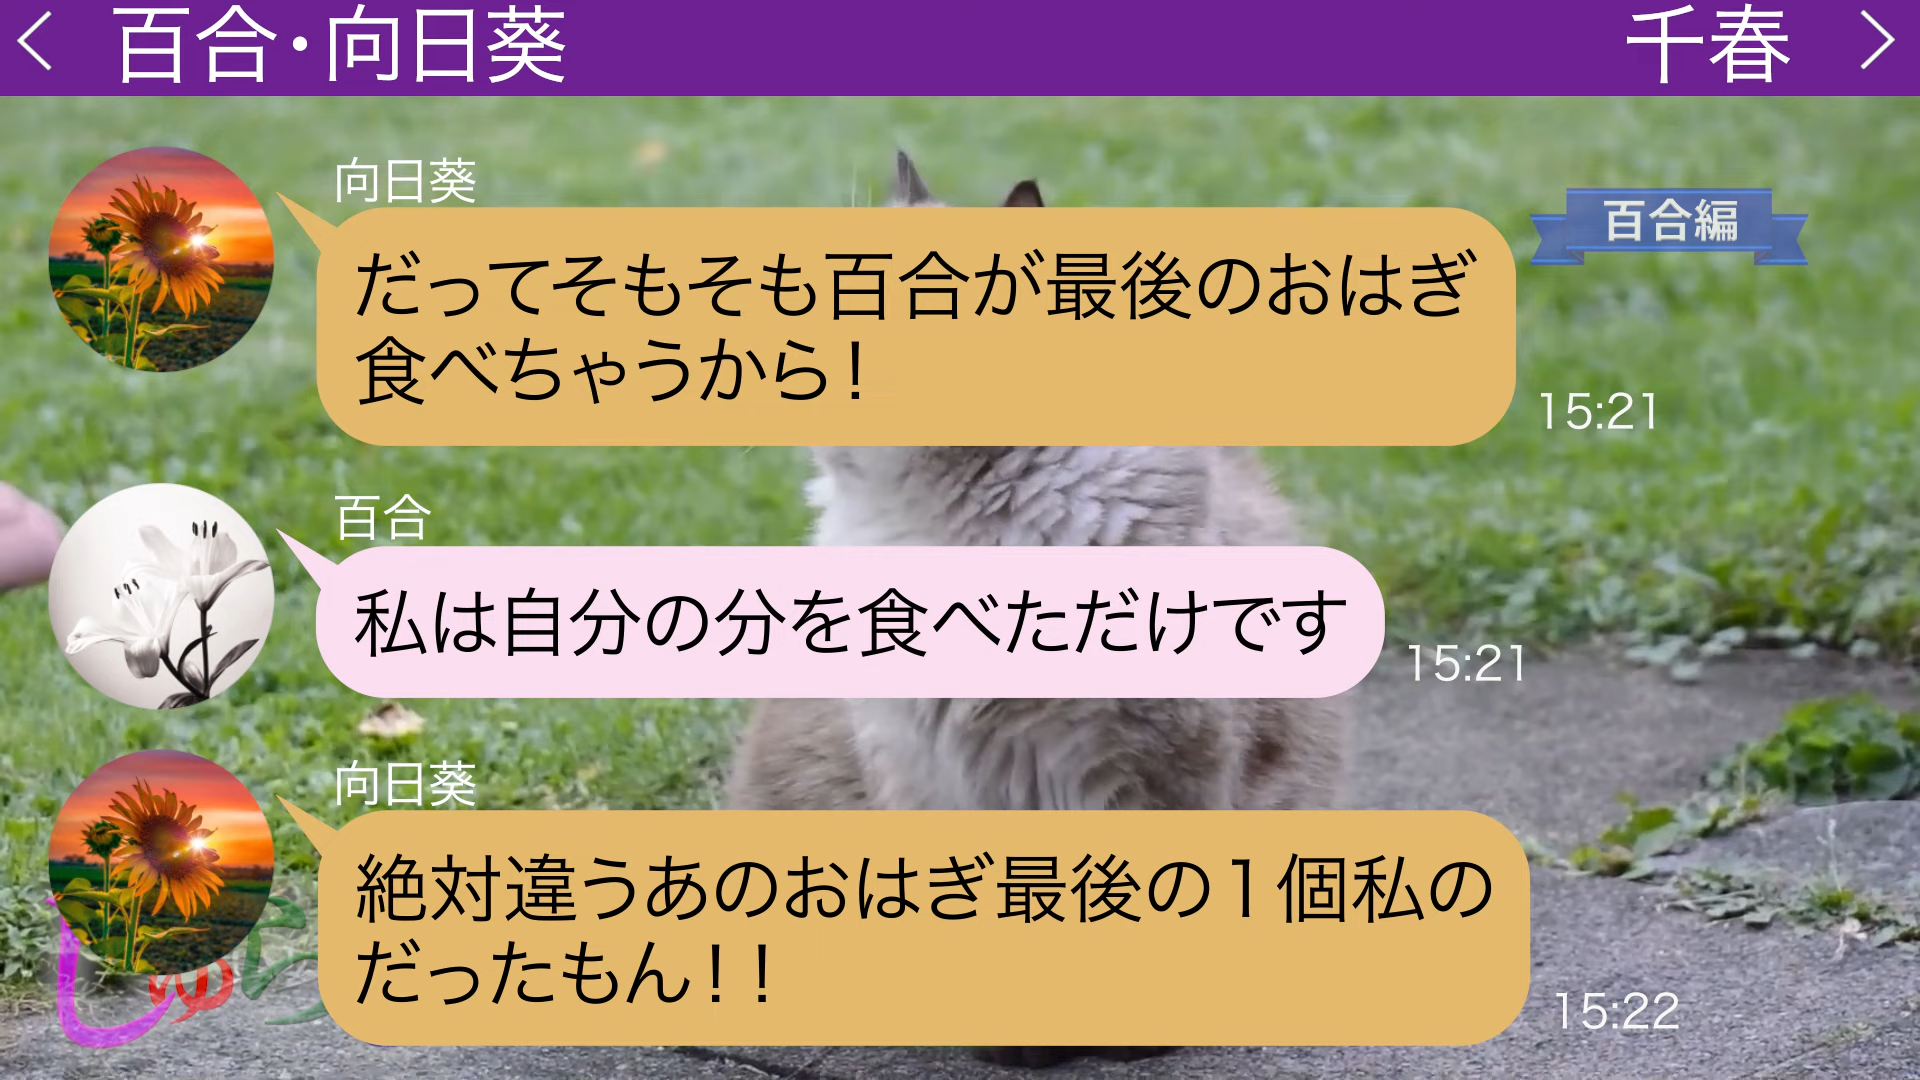 百合・向日葵
千春
向日葵
百合編
だってそもそも百合が最後のおはぎ
食べちゃうから！
15:21
百合
私は自分の分を食べただけです
15:21
向日葵
絶対違うあのおはぎ最後の１個私の
だったもん！！
15:22
しゅら